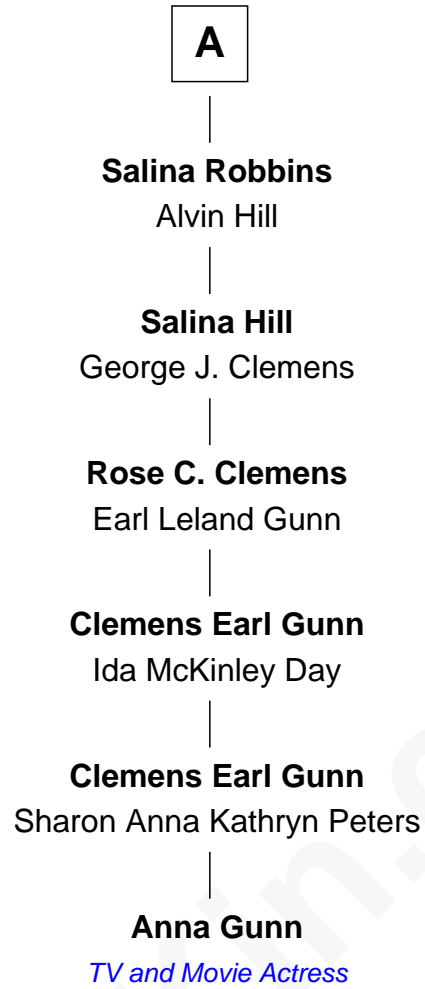 A
Salina Robbins
Alvin Hill
Salina Hill
George J. Clemens
Rose C. Clemens
Earl Leland Gunn
Clemens Earl Gunn
Ida McKinley Day
Clemens Earl Gunn
Sharon Anna Kathryn Peters
Anna Gunn
TV and Movie Actress